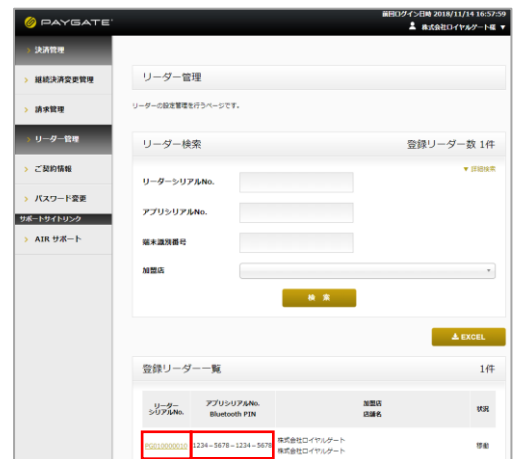 PAYGATE
前回ログイン日時 2018/11/14 16:57:59
株式会社ロイヤルゲート様 ▼
> 決済管理
> 継続決済変更管理
> 請求管理
> リーダー管理
> ご契約情報
> パスワード変更
サポートサイトリンク
> AIR サポート
リーダー管理
リーダーの設定管理を行うページです。
リーダー検索
登録リーダー数 1件
▼ 詳細検索
リーダーシリアルNo.
アプリシリアルNo.
端末識別番号
加盟店
検 索
EXCEL
登録リーダー一覧
1件
リーダー
シリアルNo.
アプリシリアルNo.
Bluetooth PIN
加盟店
店舗名
状況
PG010000010
1234－5678－1234－5678
株式会社ロイヤルゲート
株式会社ロイヤルゲート
稼働